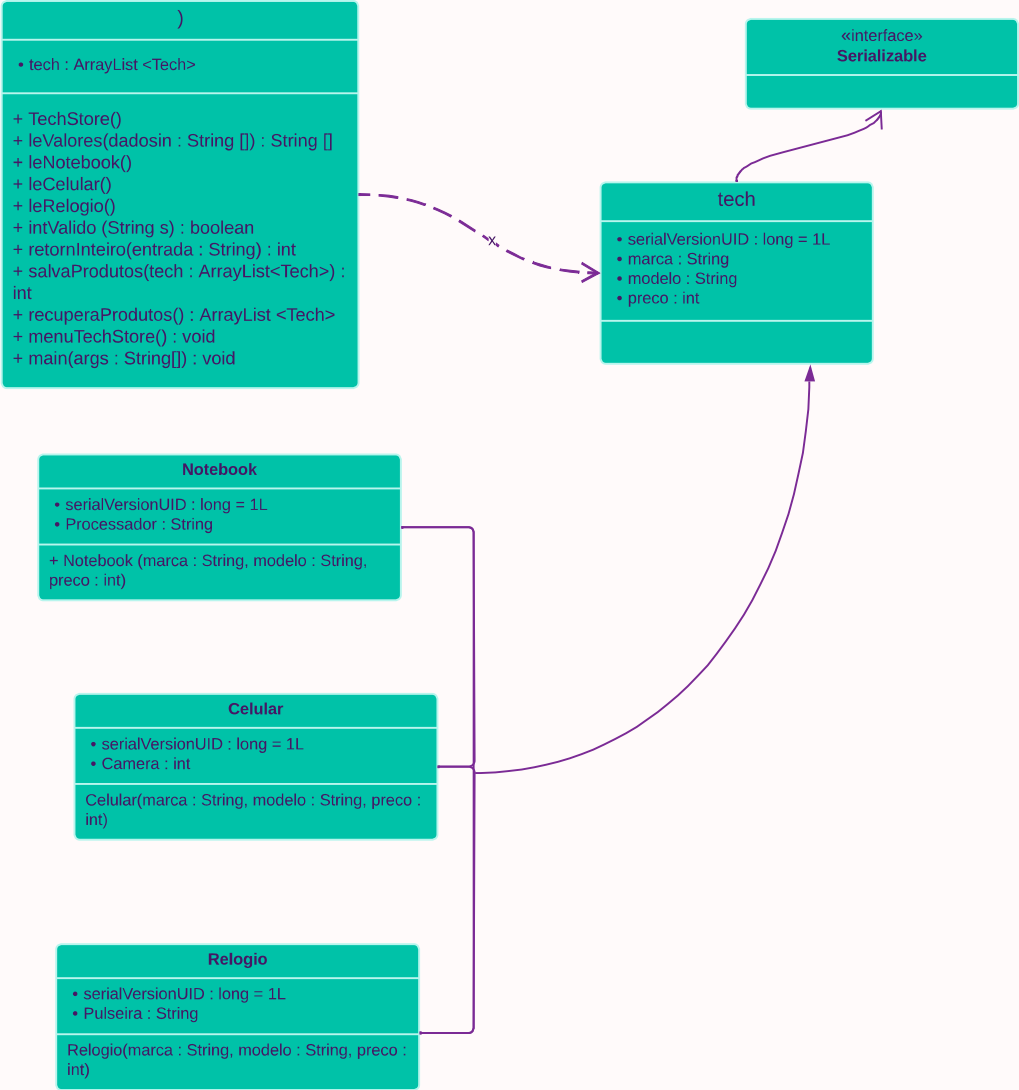 )
• tech : ArrayList <Tech>
+ TechStore()
+ leValores(dadosin : String []) : String []
+ leNotebook()
+ leCelular()
+ leRelogio()
+ intValido (String s) : boolean
+ retornInteiro(entrada : String) : int
+ salvaProdutos(tech : ArrayList<Tech>) :
int
+ recuperaProdutos() : ArrayList <Tech>
+ menuTechStore() : void
+ main(args : String[]) : void
«interface»
Serializable
x
tech
• serialVersionUID : long = 1L
• marca : String
• modelo : String
• preco : int
Notebook
• serialVersionUID : long = 1L
• Processador : String
+ Notebook (marca : String, modelo : String,
preco : int)
Celular
• serialVersionUID : long = 1L
• Camera : int
Celular(marca : String, modelo : String, preco :
int)
Relogio
• serialVersionUID : long = 1L
• Pulseira : String
Relogio(marca : String, modelo : String, preco :
int)